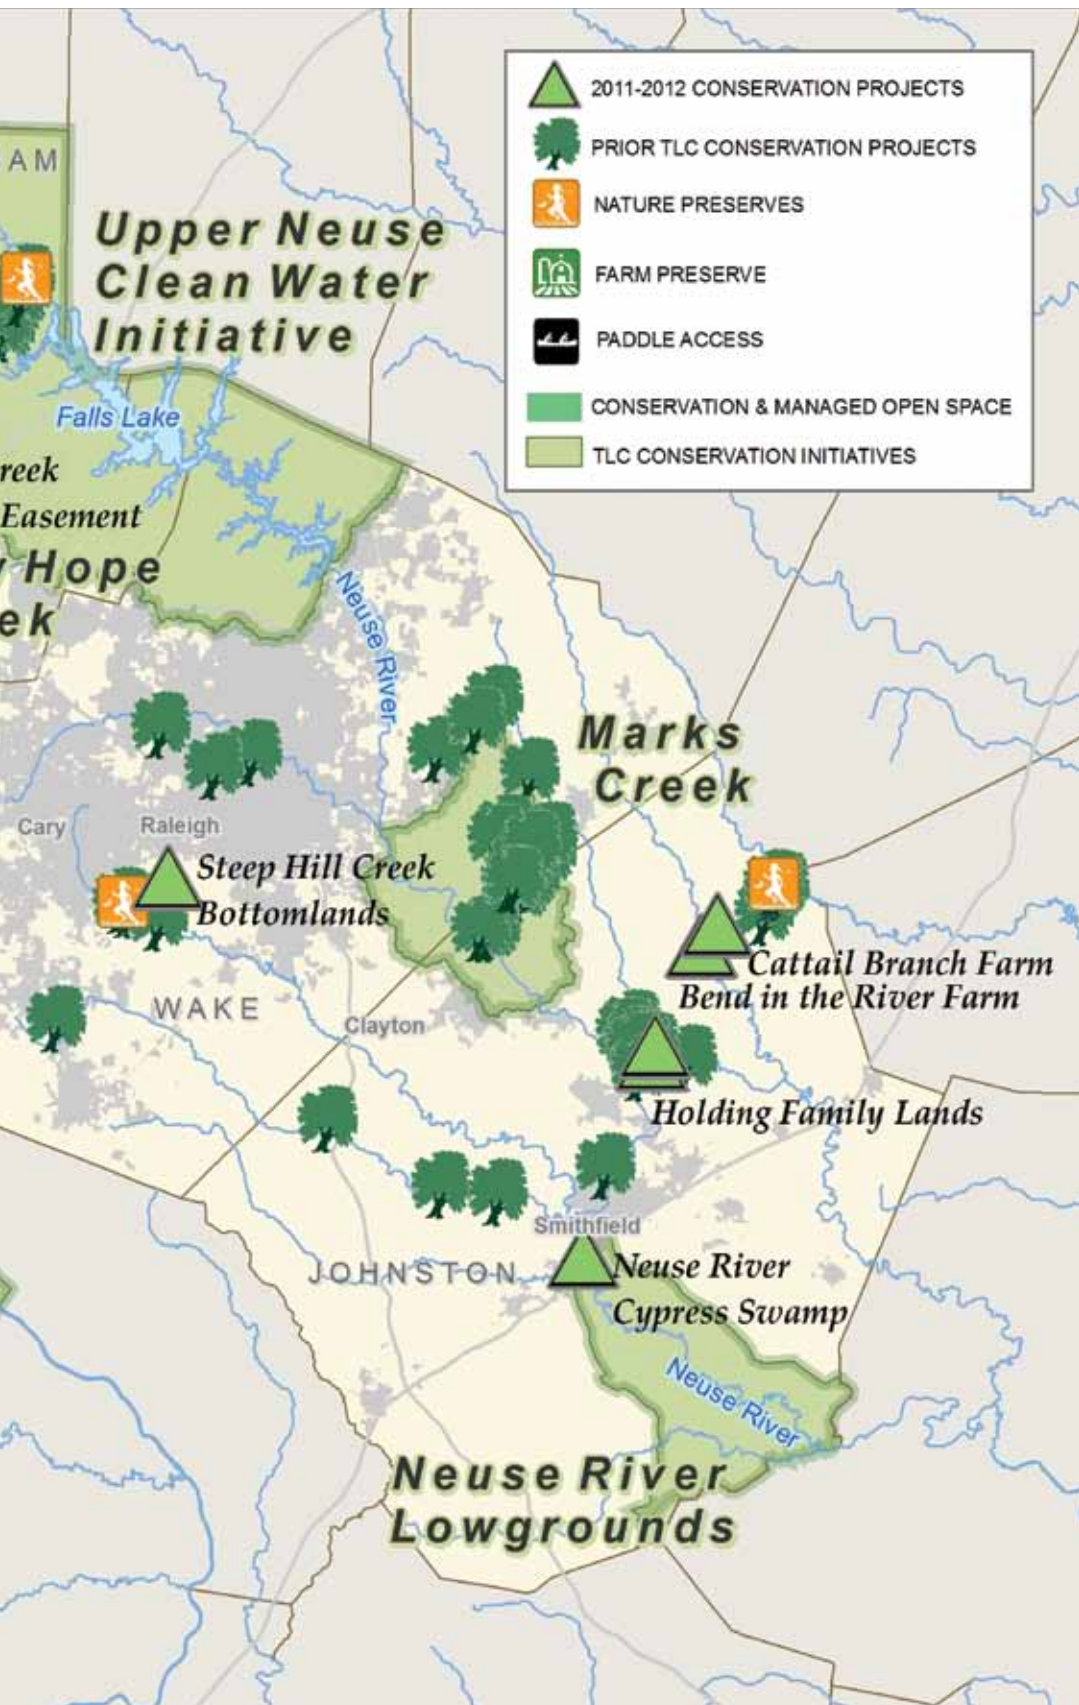 2011-2012 CONSERVATION PROJECTS
PRIOR TLC CONSERVATION PROJECTS
NATURE PRESERVES
FARM PRESERVE
PADDLE ACCESS
CONSERVATION & MANAGED OPEN SPACE
TLC CONSERVATION INITIATIVES
AM
Upper Neuse
Clean Water
Initiative
Falls Lake
reek
Easement
Hope
ek
Neuse River
Marks
Creek
Cary
Raleigh
Steep Hill Creek
Bottomlands
Cattail Branch Farm
Bend in the River Farm
WAKE
Clayton
Holding Family Lands
Smithfield
JOHNSTON
Neuse River
Cypress Swamp
Neuse River
Neuse River
Lowgrounds